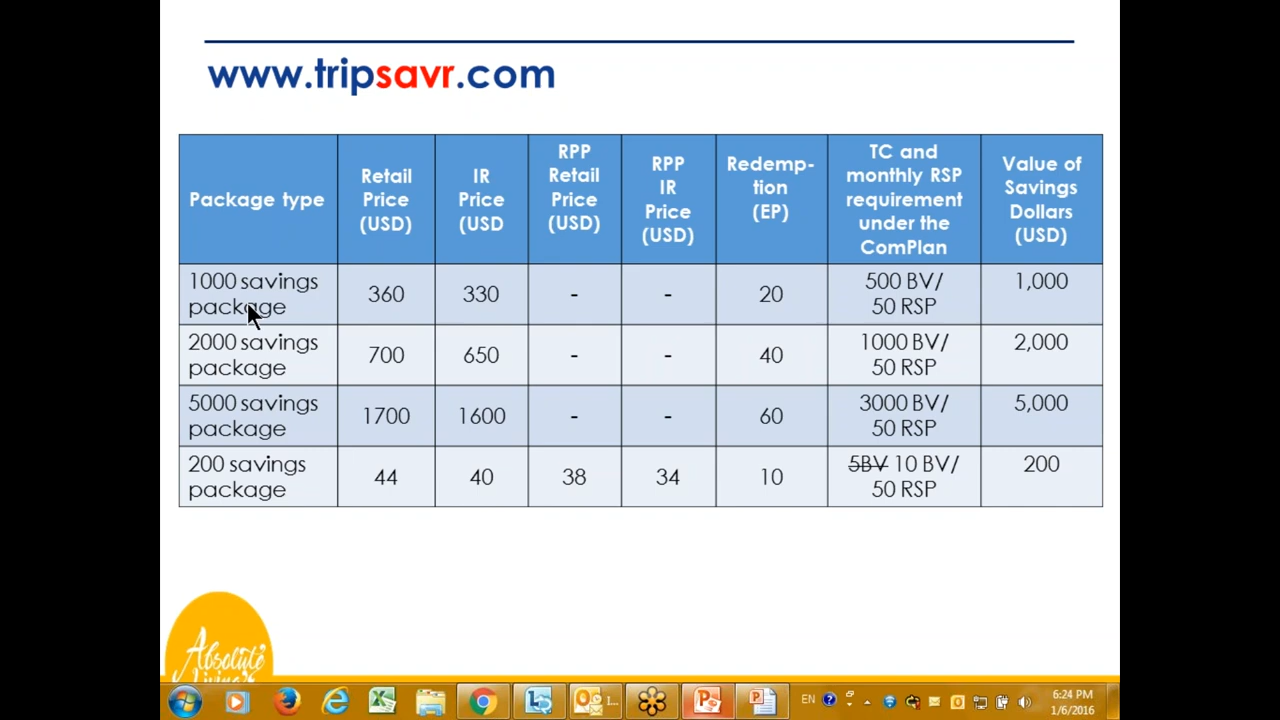 www.tripsavr.com
Package type
Retail
Price
(USD)
IR
Price
(USD
RPP
Retail
Price
(USD)
RPP
IR
Price
(USD)
Redemp-
tion
(EP)
TC and
monthly RSP
requirement
under the
ComPlan
Value of
Savings
Dollars
(USD)
1000 savings
package
360
330
-
-
20
500 BV/
50 RSP
1,000
2000 savings
package
700
650
-
-
40
1000 BV/
50 RSP
2,000
5000 savings
package
1700
1600
-
-
60
3000 BV/
50 RSP
5,000
200 savings
package
44
40
38
34
10
5BV 10 BV/
50 RSP
200
Absolute
Living
1...
EN
6:24 PM
1/6/2016